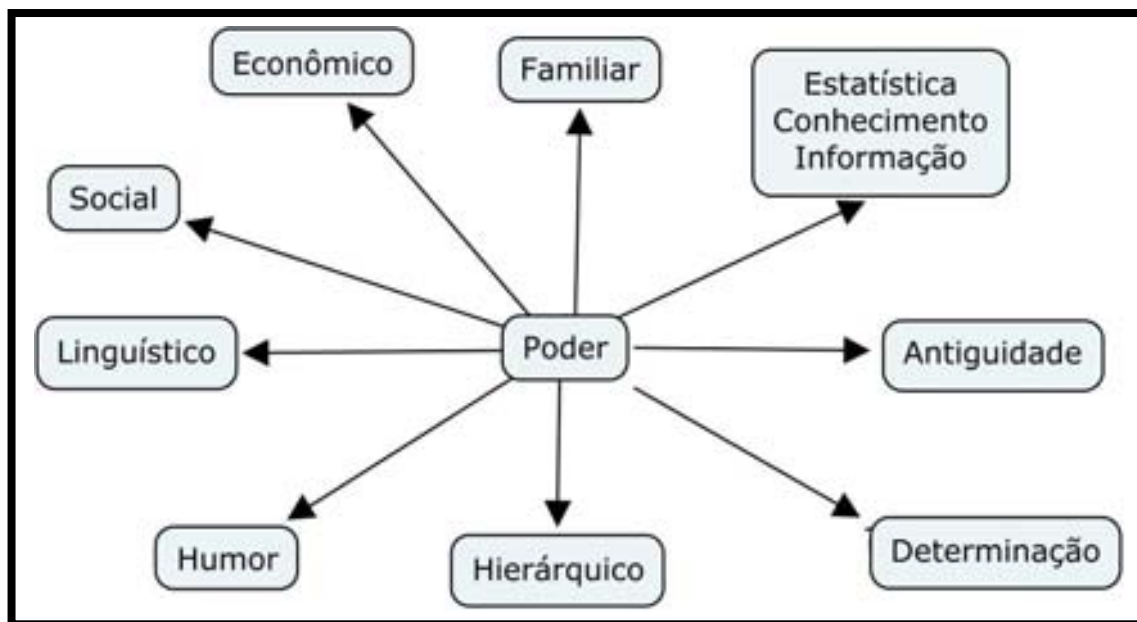 Econômico
Familiar
Estatística
Conhecimento
Informação
Social
Linguístico
Poder
Antiguidade
Humor
Hierárquico
Determinação